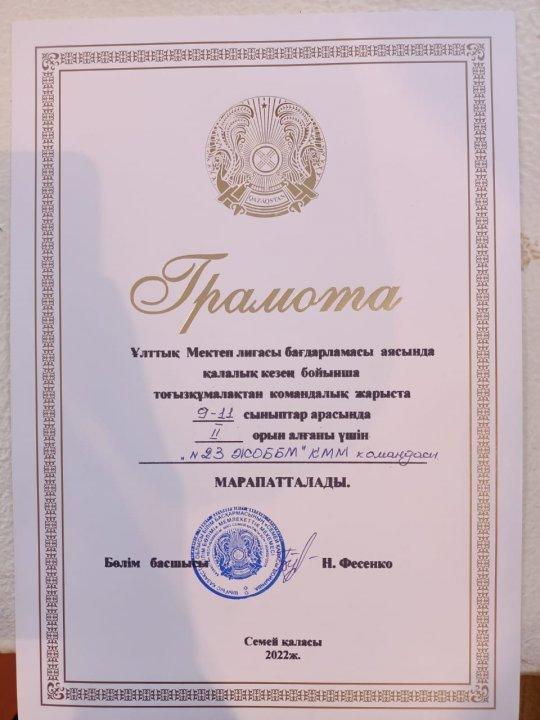 QAZAQSTAN
Грамота
Ұлттық Мектеп лигасы бағдарламасы аясында
қалалық кезең бойынша
тоғызқұмалақтан командалық жарыста
9-11 сыныптар арасында
II орын алғаны үшін
"№23 ЖОББМ" КММ командасы
МАРАПАТТАЛАДЫ.
Бөлім басшысы Н. Фесенко
Семей қаласы
2022ж.